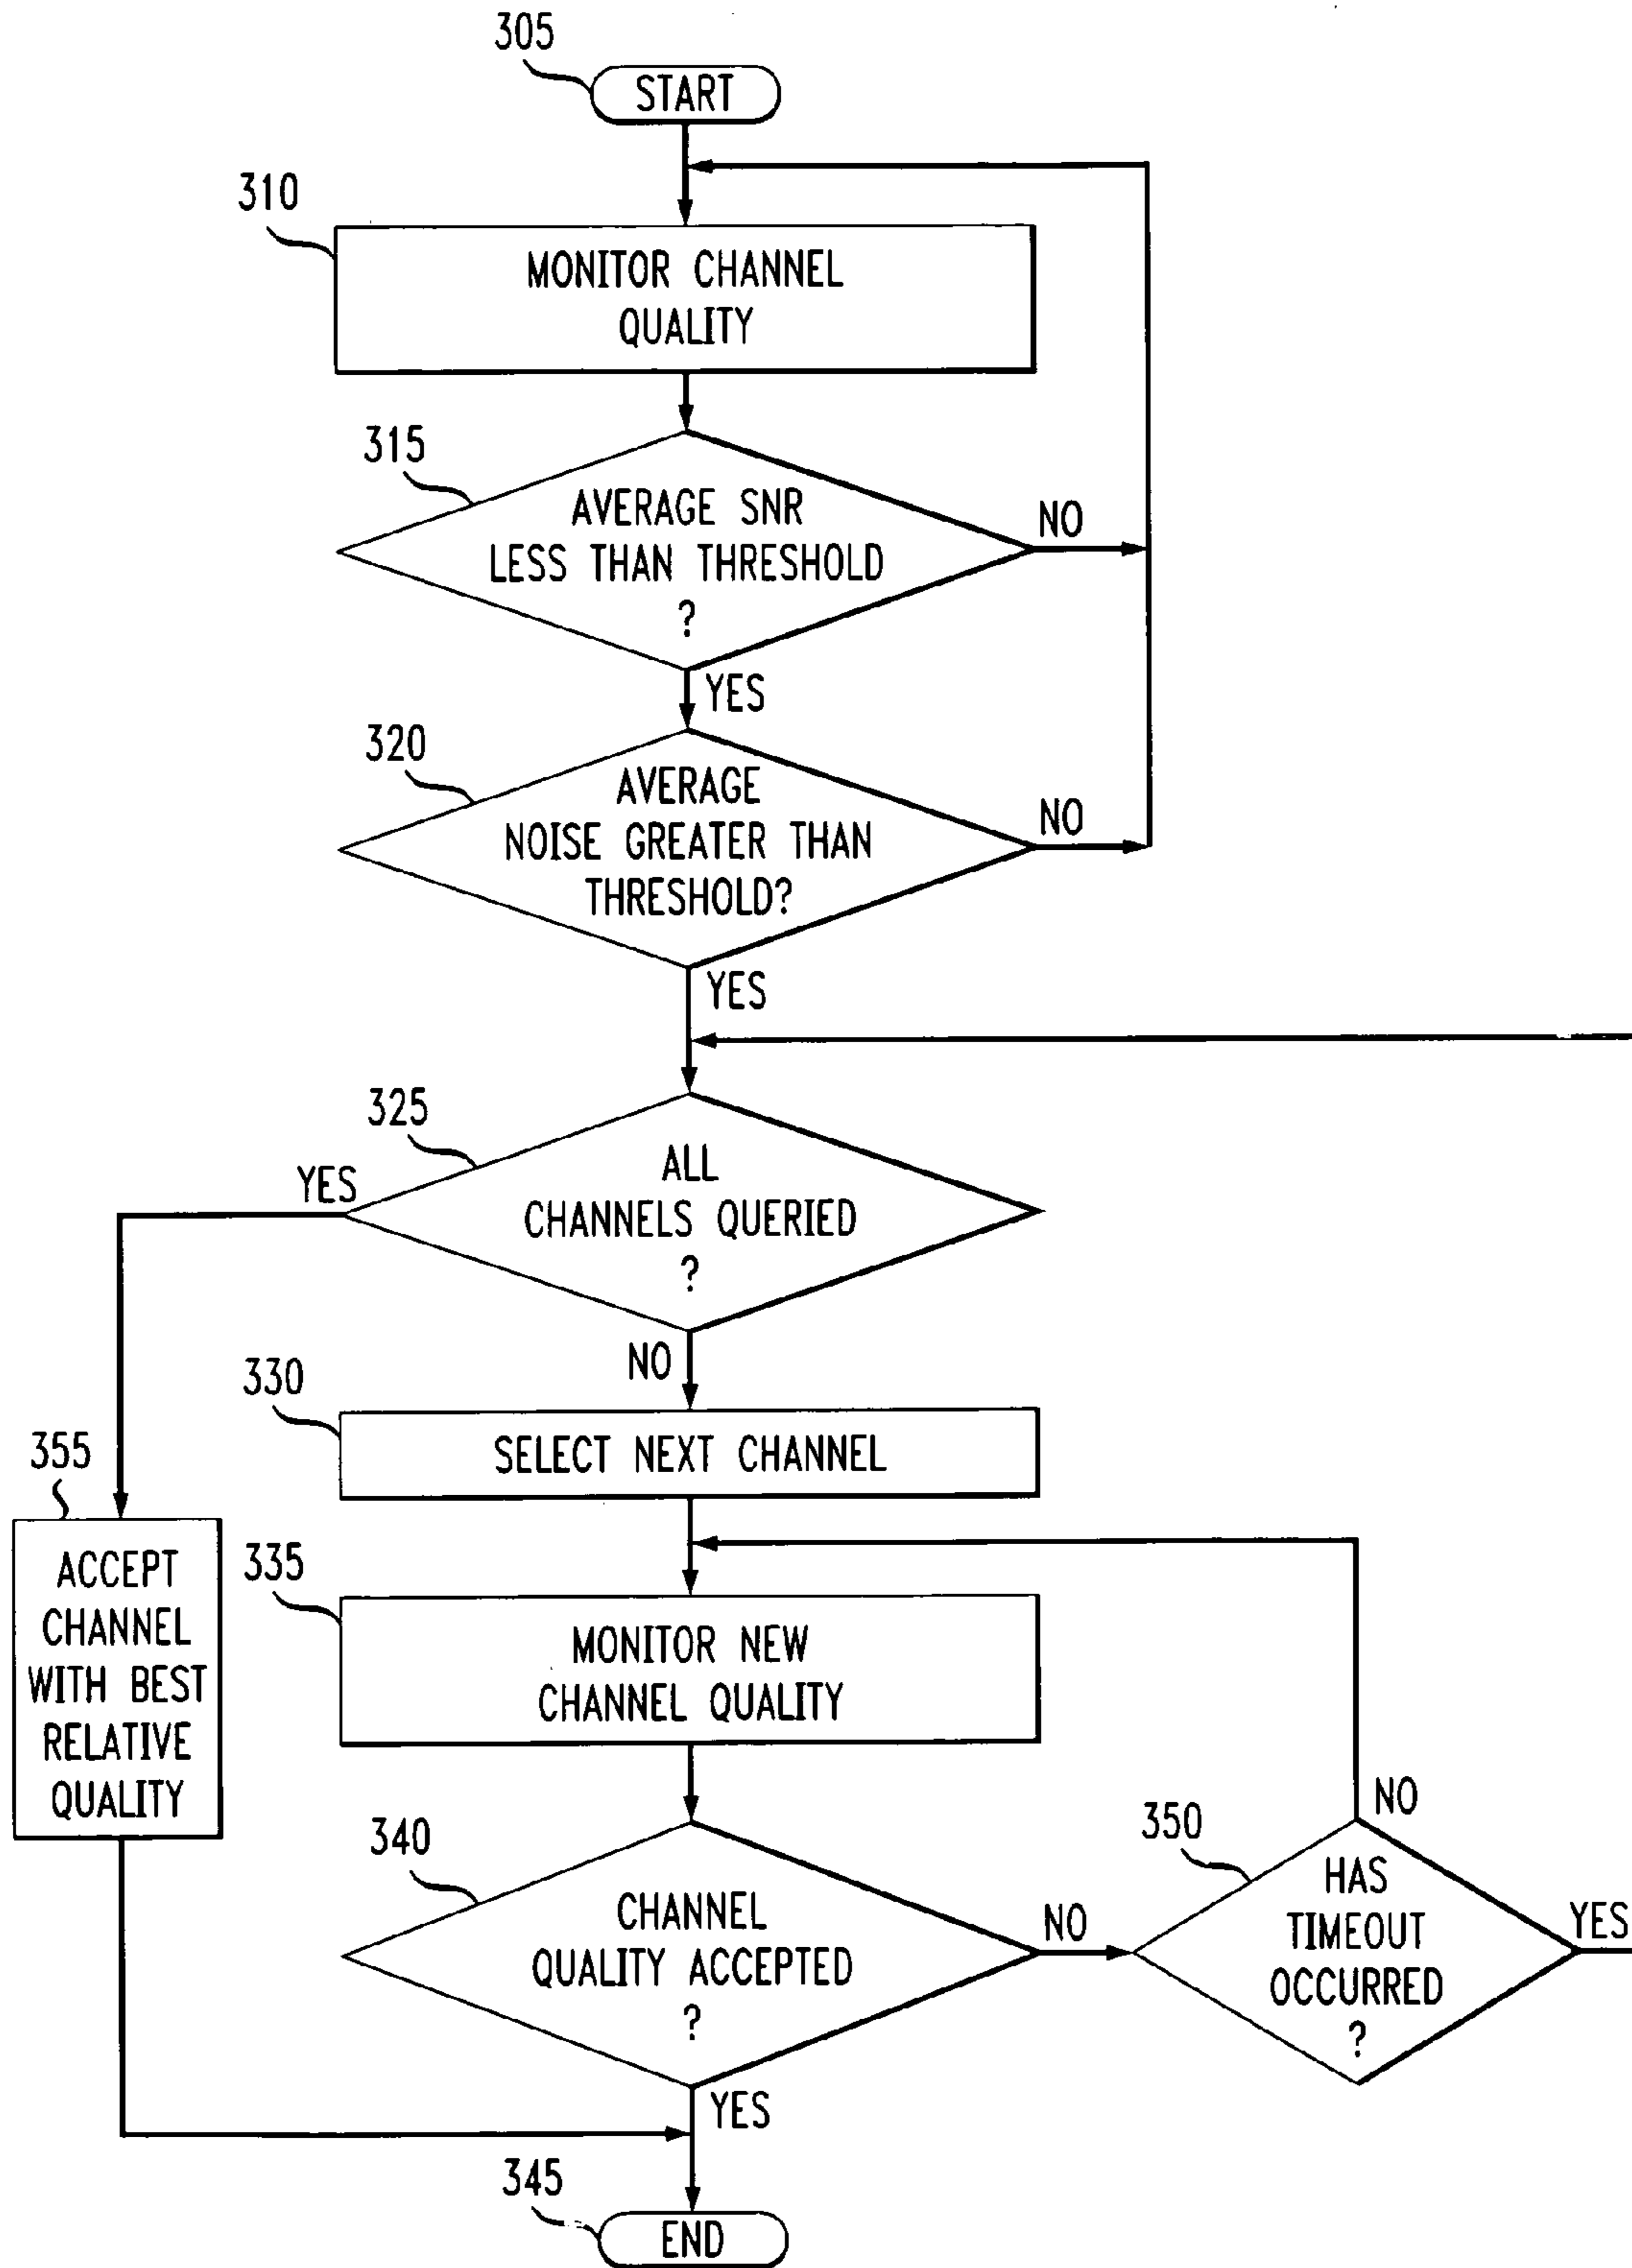 305
START
310
MONITOR CHANNEL
QUALITY
315
AVERAGE SNR
LESS THAN THRESHOLD
?
NO
YES
320
AVERAGE
NOISE GREATER THAN
THRESHOLD?
NO
YES
325
ALL
CHANNELS QUERIED
?
YES
NO
330
SELECT NEXT CHANNEL
355
ACCEPT
CHANNEL
WITH BEST
RELATIVE
QUALITY
335
MONITOR NEW
CHANNEL QUALITY
340
CHANNEL
QUALITY ACCEPTED
?
NO
YES
350
HAS
TIMEOUT
OCCURRED
?
NO
YES
345
END